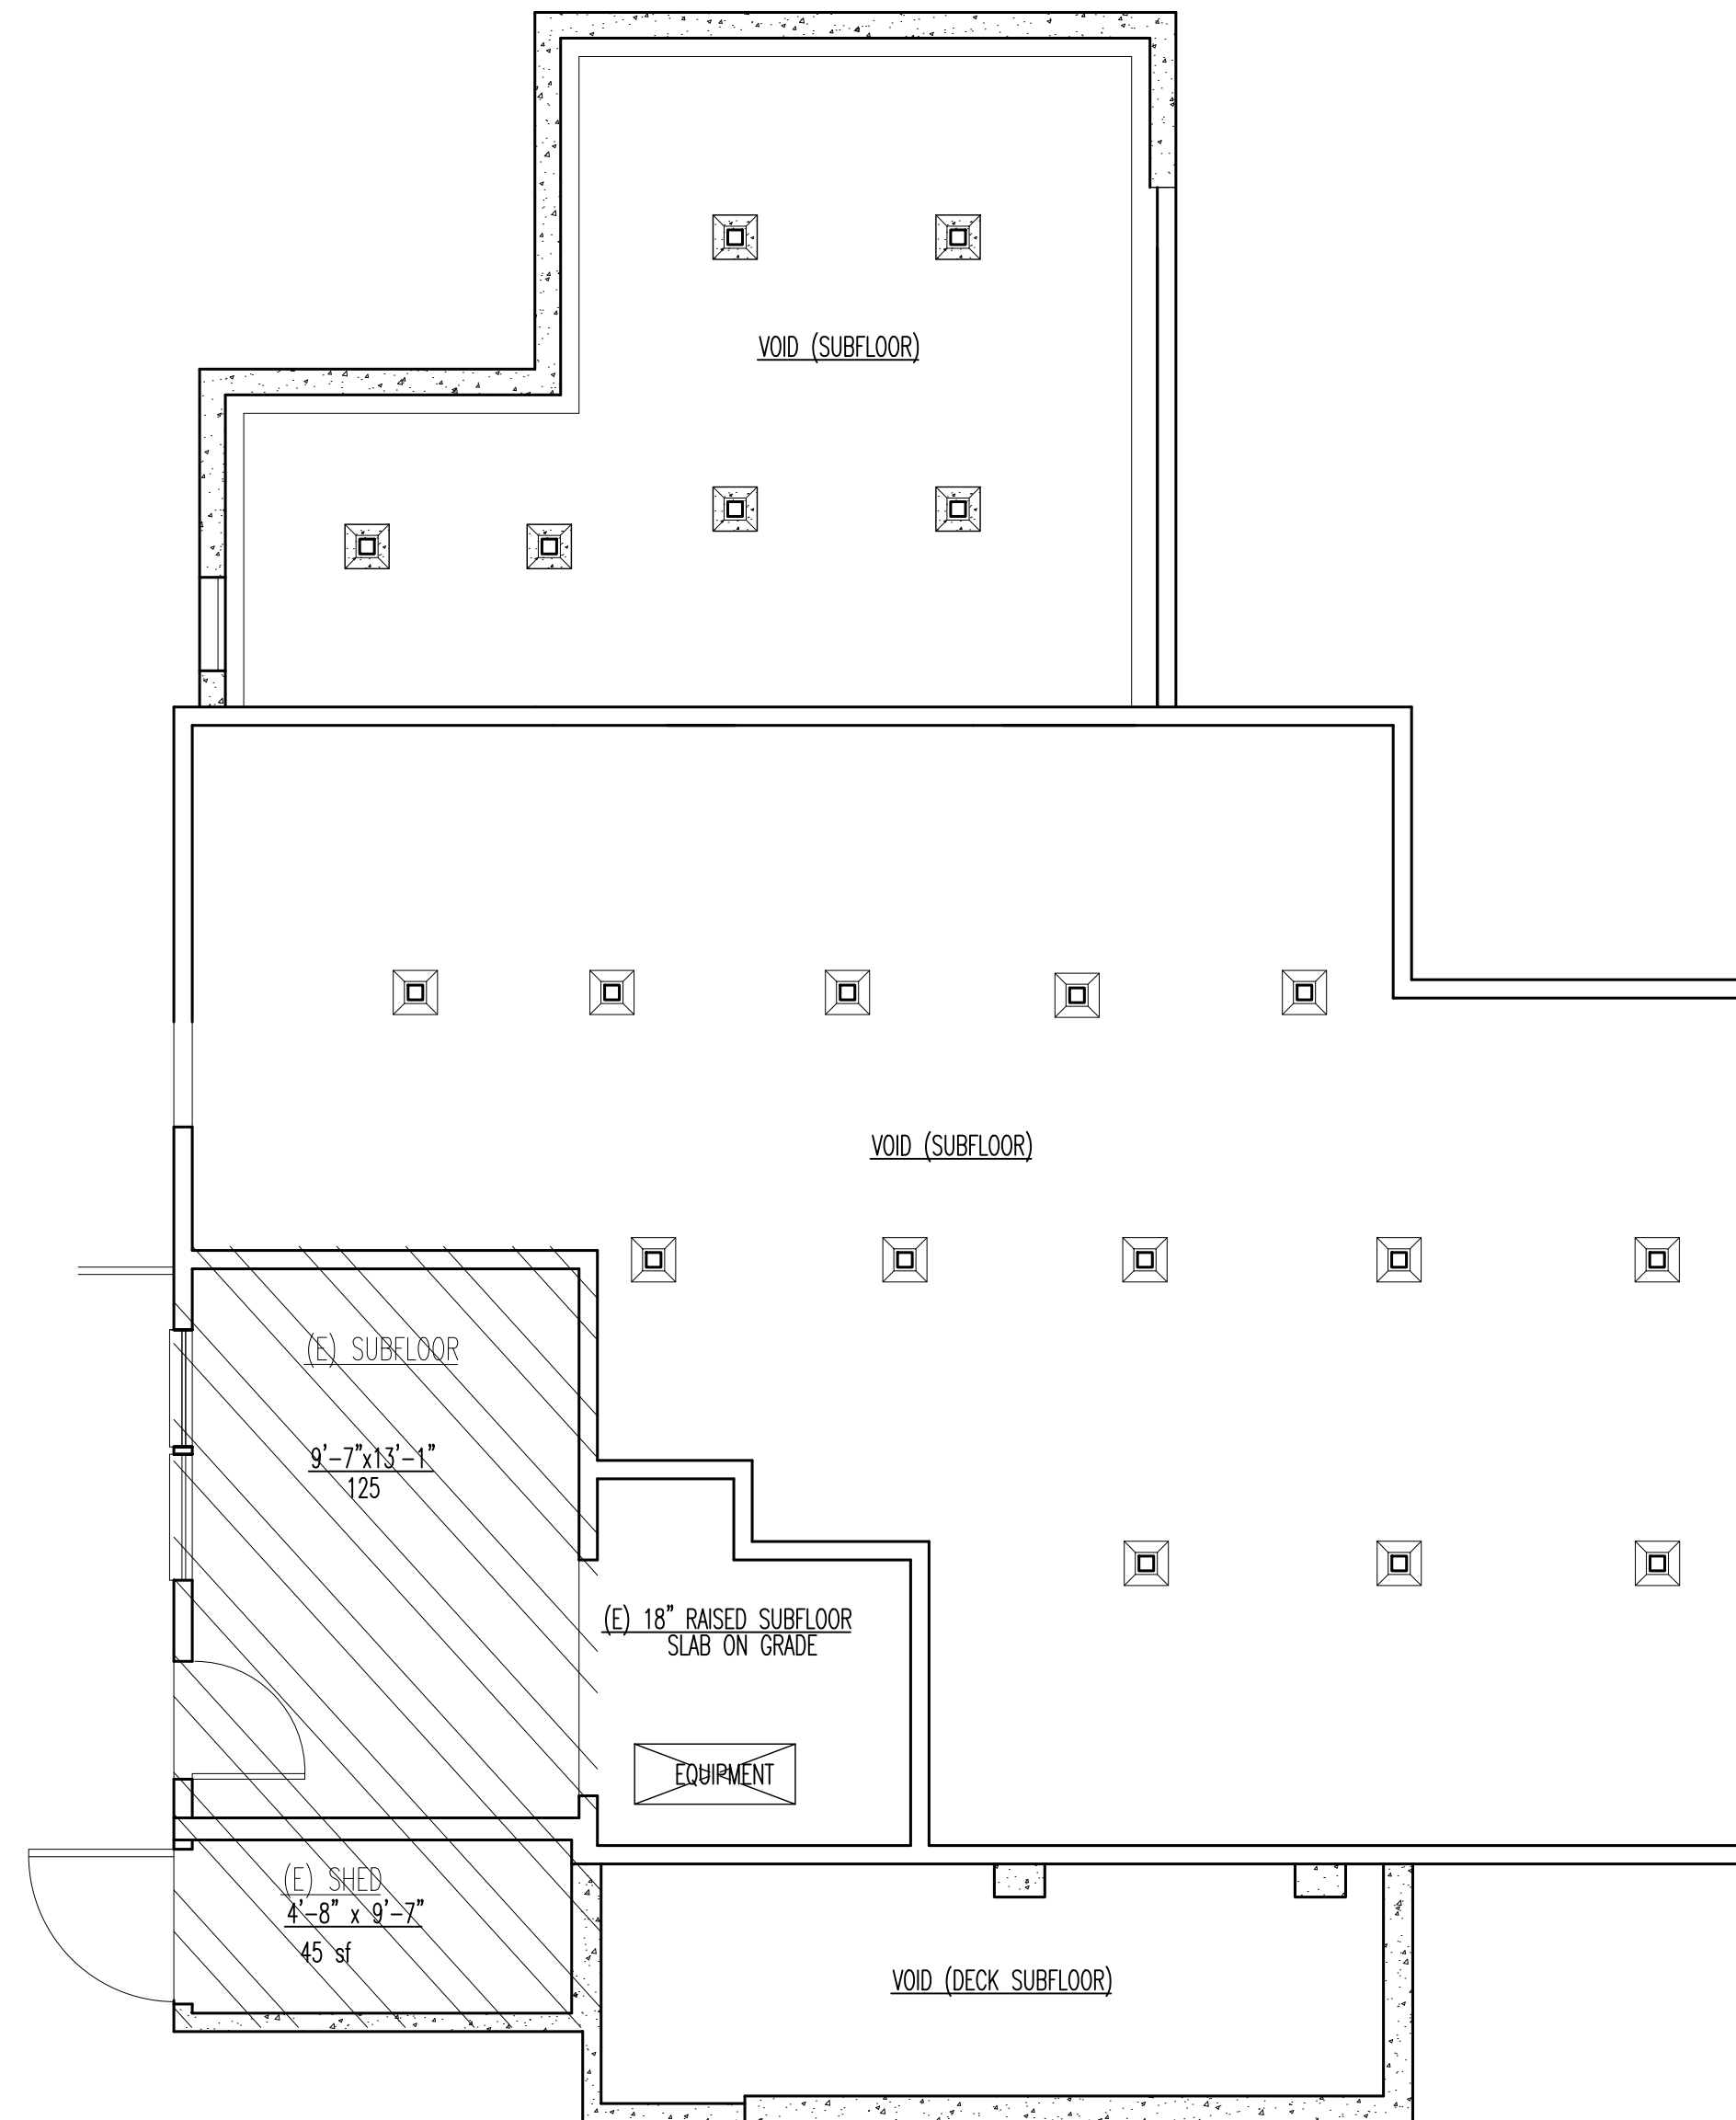 VOID (SUBFLOOR)
VOID (SUBFLOOR)
(E) SUBFLOOR
9'-7"x13'-1"
125
(E) 18" RAISED SUBFLOOR
SLAB ON GRADE
EQUIPMENT
(E) SHED
4'-8" x 9'-7"
45 sf
VOID (DECK SUBFLOOR)